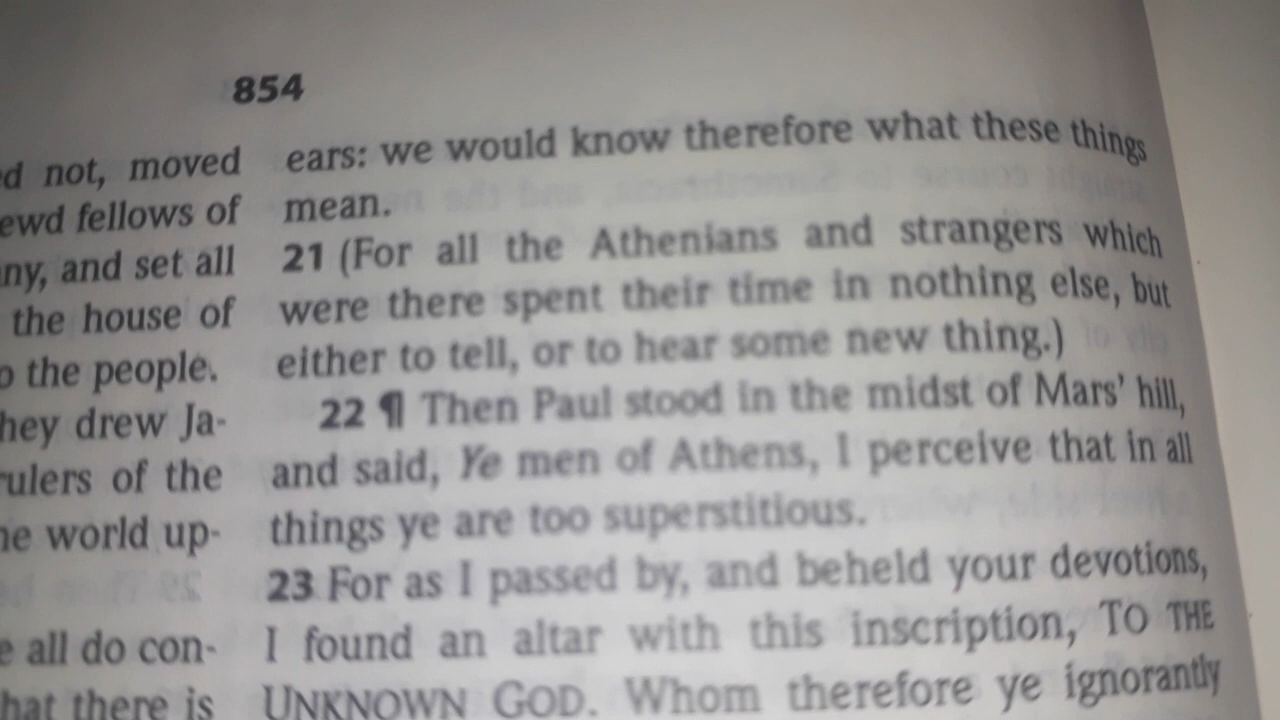 854
not, moved
fellows of
and set all
the house of
the people.
they drew Ja-
rulers of the
world up-
all do con-
that there is
ears: we would know therefore what these things
mean.
21 (For all the Athenians and strangers which
were there spent their time in nothing else, but
either to tell, or to hear some new thing.)
22 ¶ Then Paul stood in the midst of Mars' hill,
and said, Ye men of Athens, I perceive that in all
things ye are too superstitious.
23 For as I passed by, and beheld your devotions,
I found an altar with this inscription, TO THE
UNKNOWN GOD. Whom therefore ye ignorantly